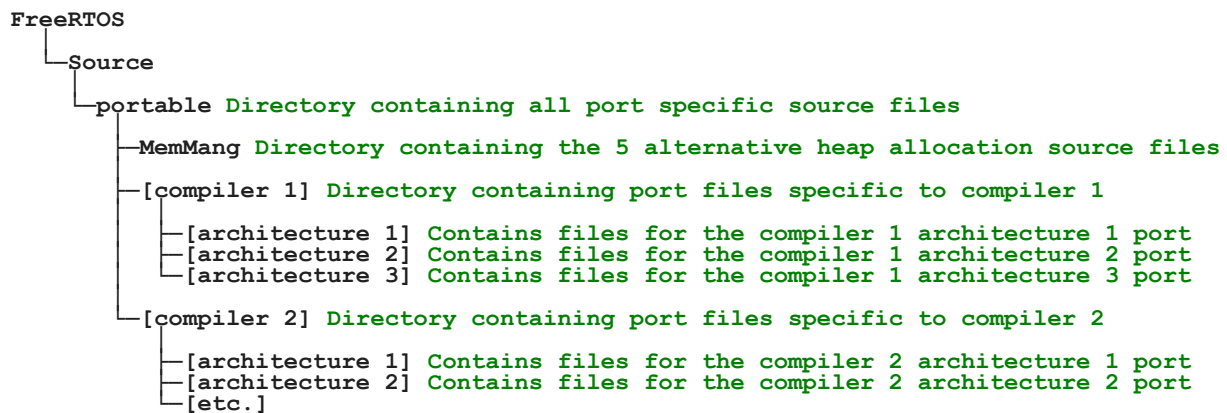 FreeRTOS
Source
portable Directory containing all port specific source files
MemMang Directory containing the 5 alternative heap allocation source files
[compiler 1] Directory containing port files specific to compiler 1
[architecture 1] Contains files for the compiler 1 architecture 1 port
[architecture 2] Contains files for the compiler 1 architecture 2 port
[architecture 3] Contains files for the compiler 1 architecture 3 port
[compiler 2] Directory containing port files specific to compiler 2
[architecture 1] Contains files for the compiler 2 architecture 1 port
[architecture 2] Contains files for the compiler 2 architecture 2 port
[etc.]